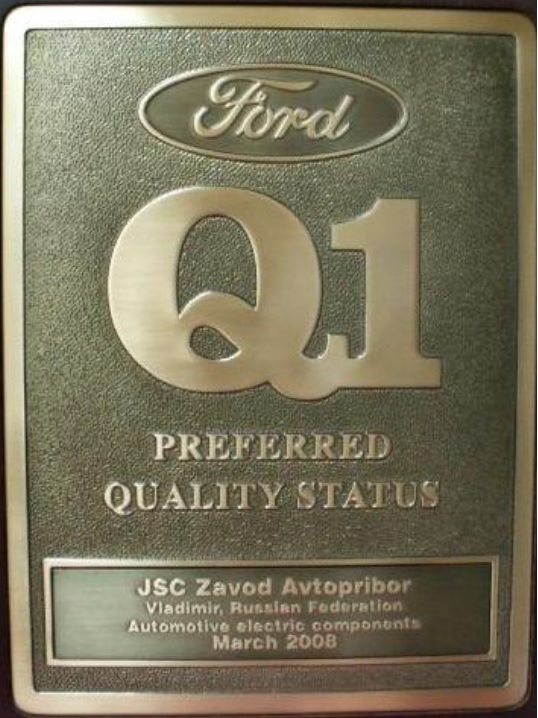 Ford
Q1
PREFERRED
QUALITY STATUS
JSC Zavod Avtopribor
Vladimir, Russian Federation
Automotive electric components
March 2008